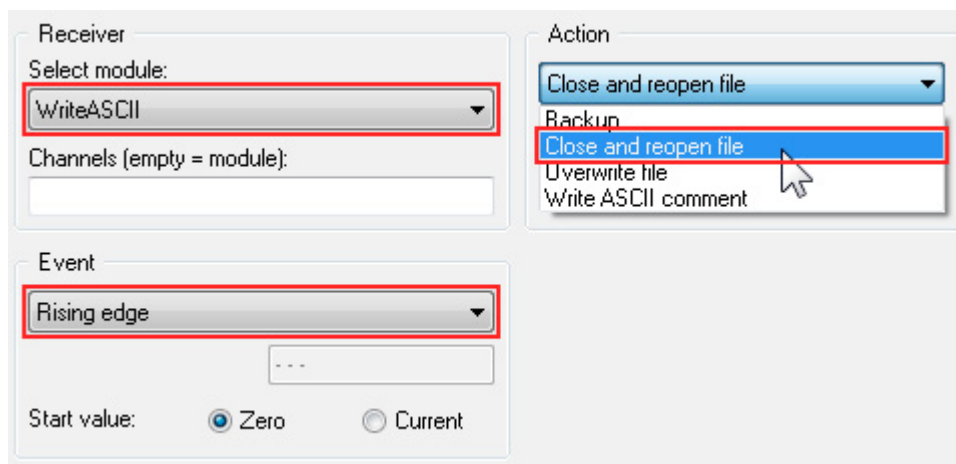 Receiver
Select module:
WriteASCII
Channels (empty = module):
Action
Close and reopen file
Backup
Close and reopen file
Overwrite file
Write ASCII comment
Event
Rising edge
- - -
Start value:
Zero
Current